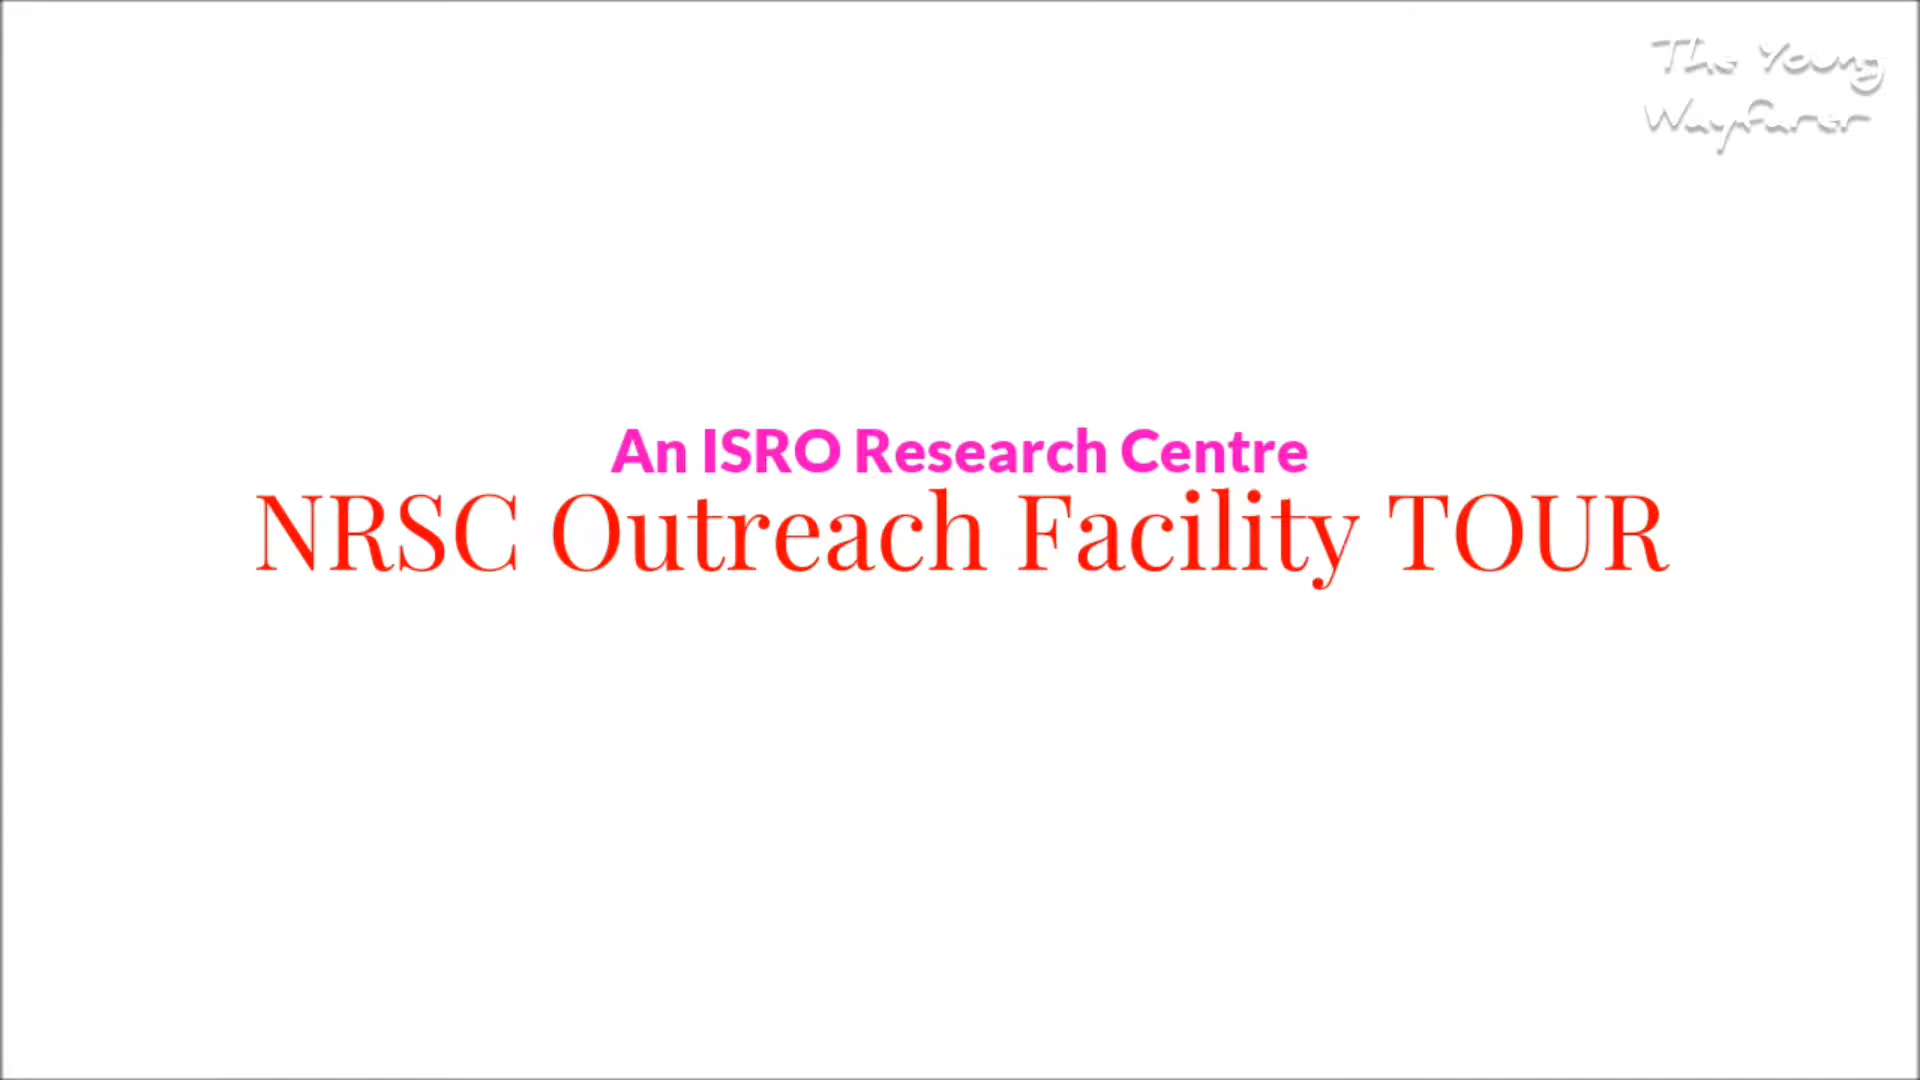 The Young
Wayfarer
An ISRO Research Centre
NRSC Outreach Facility TOUR